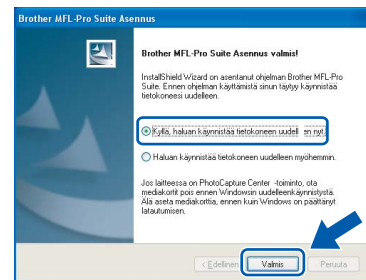 Brother MFL-Pro Suite Asennus
Brother MFL-Pro Suite Asennus valmis!
InstallShield Wizard on asentanut ohjelman Brother MFL-Pro
Suite. Ennen ohjelman käyttämistä sinun täytyy käynnistää
tietokoneesi uudelleen.
Kyllä, haluan käynnistää tietokoneen uudell en nyt.
Haluan käynnistää tietokoneen uudelleen myöhemmin.
Jos laitteessa on PhotoCapture Center -toiminto, ota
mediakortit pois ennen Windowsin uudelleenkäynnistystä.
Älä aseta mediakorttia, ennen kuin Windows on päättänyt
latautumisen.
< Edellinen Valmis Peruuta